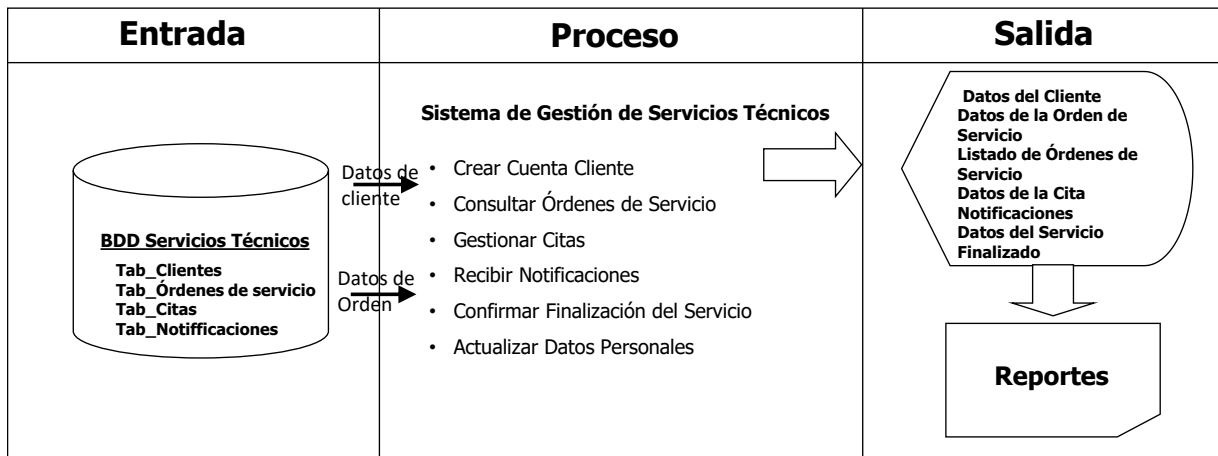 Entrada
Proceso
Salida
BDD Servicios Técnicos
Tab_Clientes
Tab_Órdenes de servicio
Tab_Citas
Tab_Notifficaciones
Datos de
cliente
Datos de
Orden
Sistema de Gestión de Servicios Técnicos
• Crear Cuenta Cliente
• Consultar Órdenes de Servicio
• Gestionar Citas
• Recibir Notificaciones
• Confirmar Finalización del Servicio
• Actualizar Datos Personales
Datos del Cliente
Datos de la Orden de
Servicio
Listado de Órdenes de
Servicio
Datos de la Cita
Notificaciones
Datos del Servicio
Finalizado
Reportes